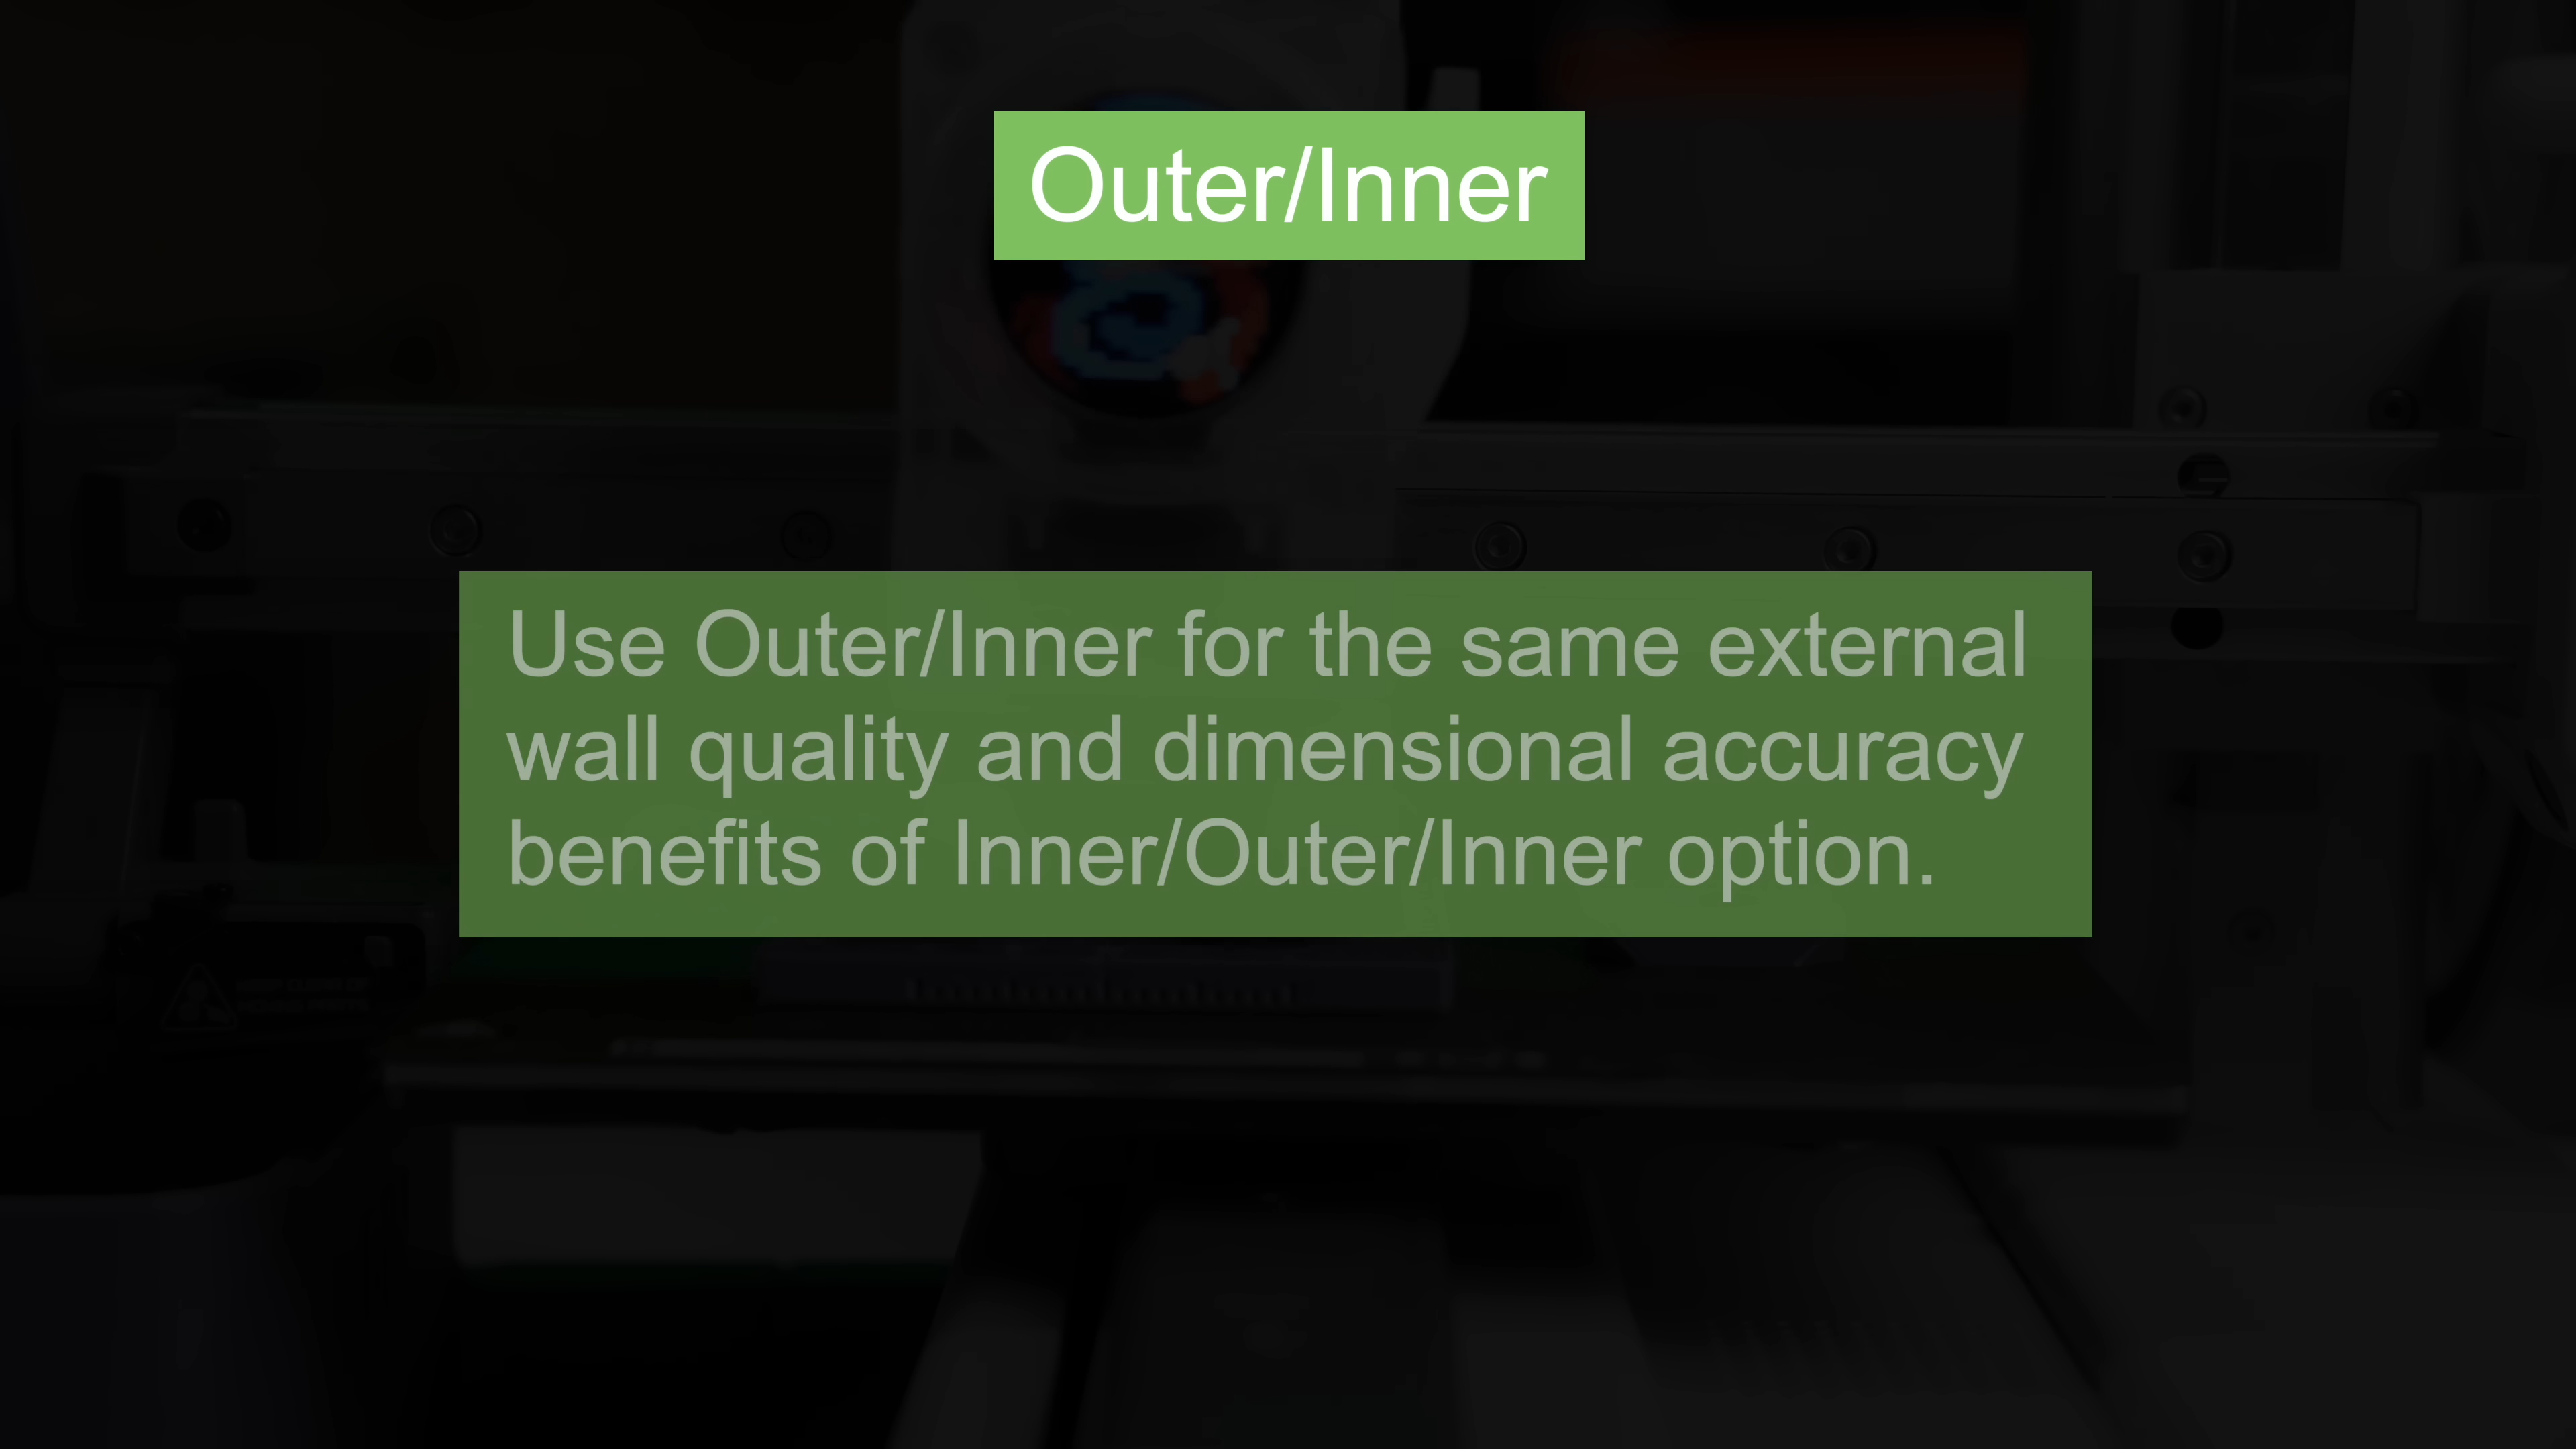 Outer/Inner
Use Outer/Inner for the same external
wall quality and dimensional accuracy
benefits of Inner/Outer/Inner option.